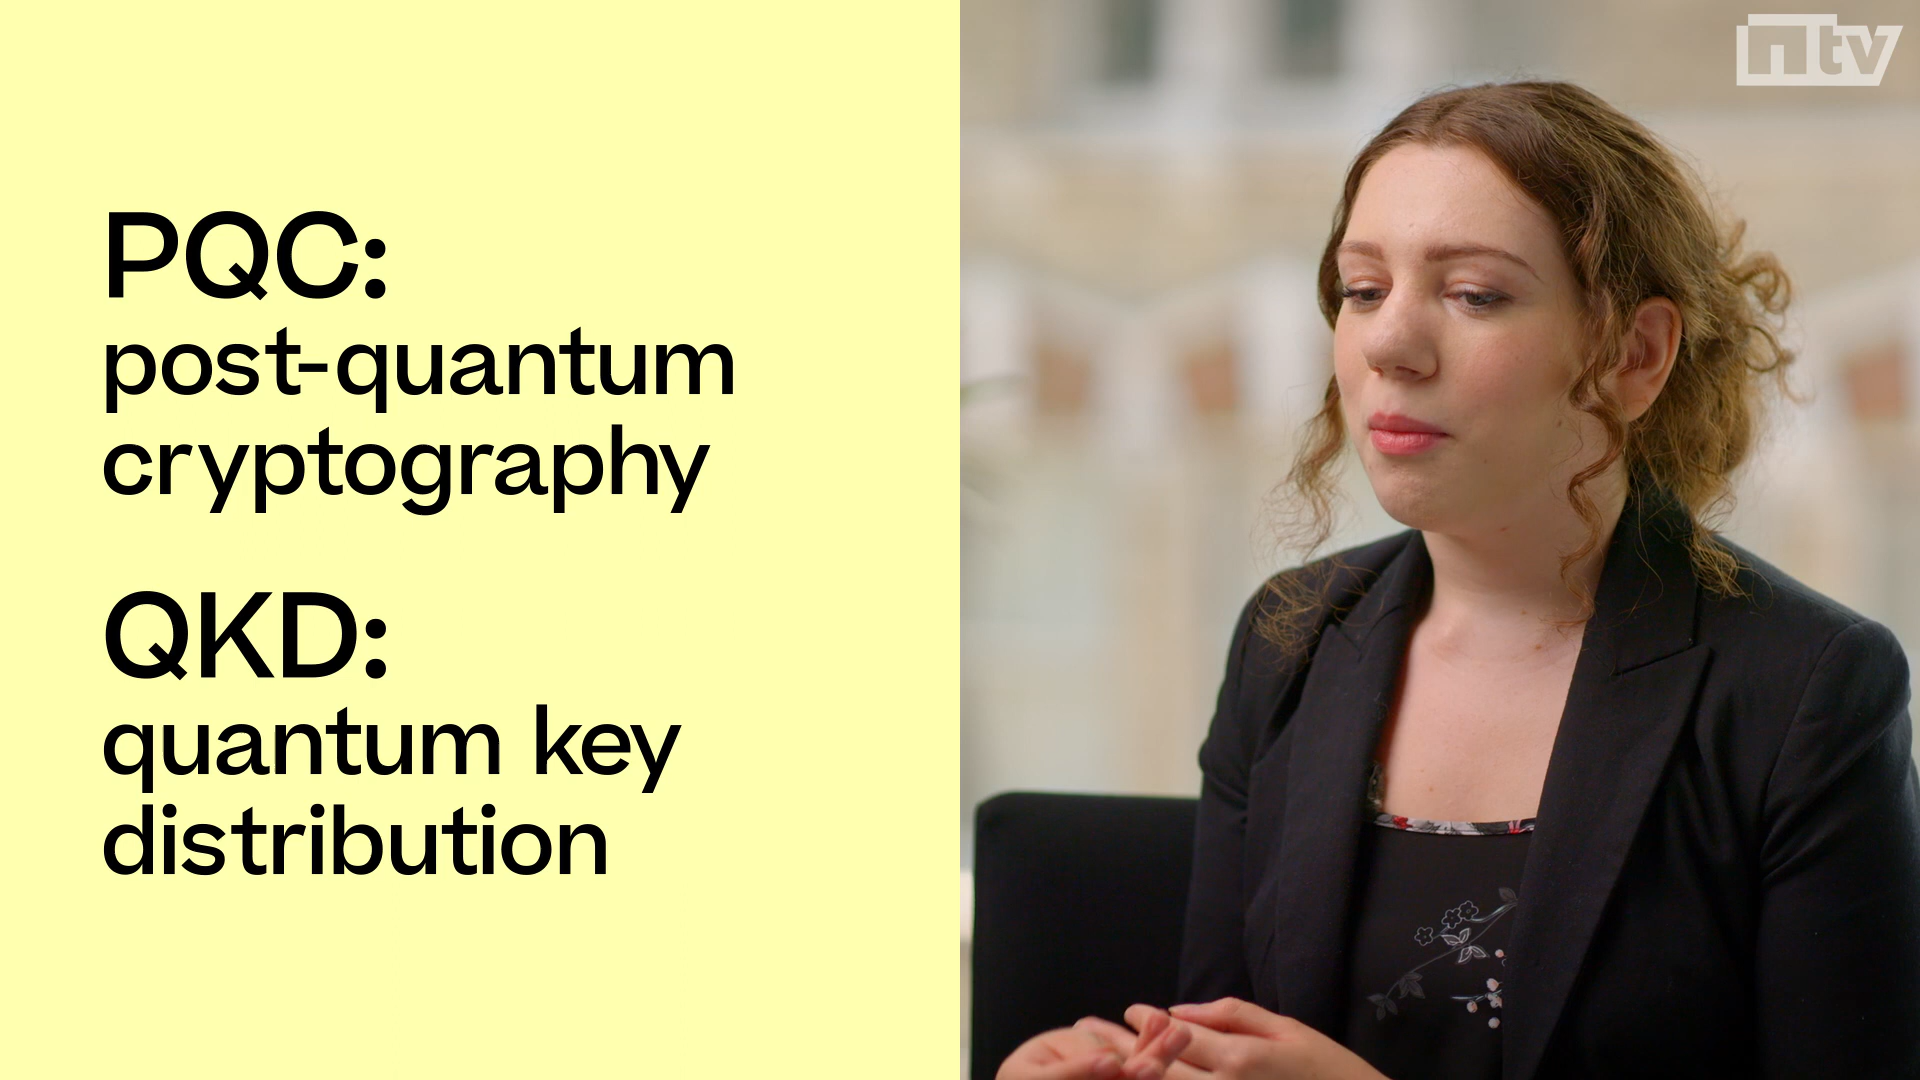 ntv
PQC:
post-quantum
cryptography
QKD:
quantum key
distribution